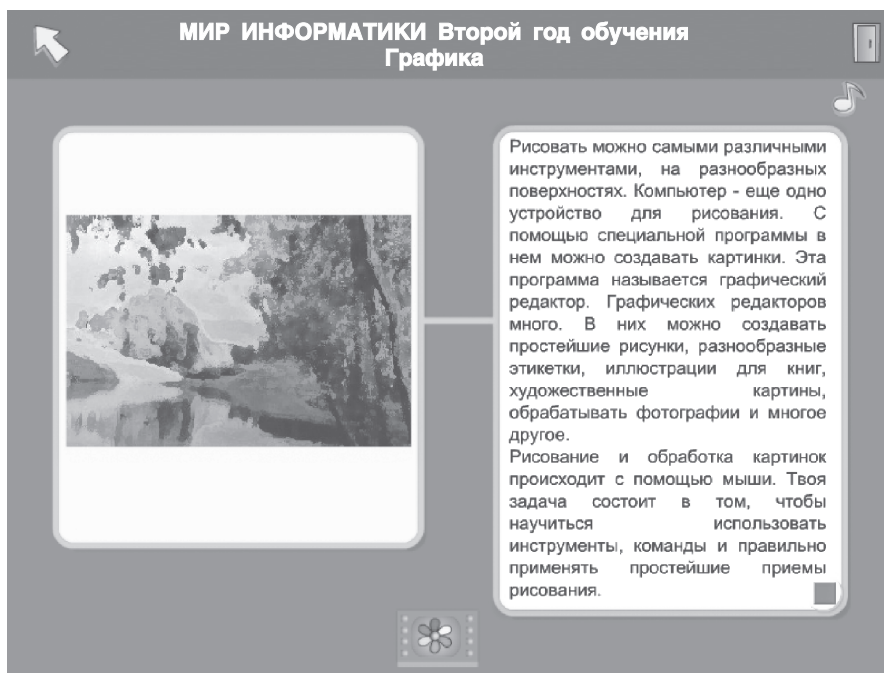 МИР ИНФОРМАТИКИ Второй год обучения
Графика
Рисовать можно самыми различными
инструментами, на разнообразных
поверхностях. Компьютер - еще одно
устройство для рисования. С
помощью специальной программы в
нем можно создавать картинки. Эта
программа называется графический
редактор. Графических редакторов
много. В них можно создавать
простейшие рисунки, разнообразные
этикетки, иллюстрации для книг,
художественные картины,
обрабатывать фотографии и многое
другое.
Рисование и обработка картинок
происходит с помощью мыши. Твоя
задача состоит в том, чтобы
научиться использовать
инструменты, команды и правильно
применять простейшие приемы
рисования.